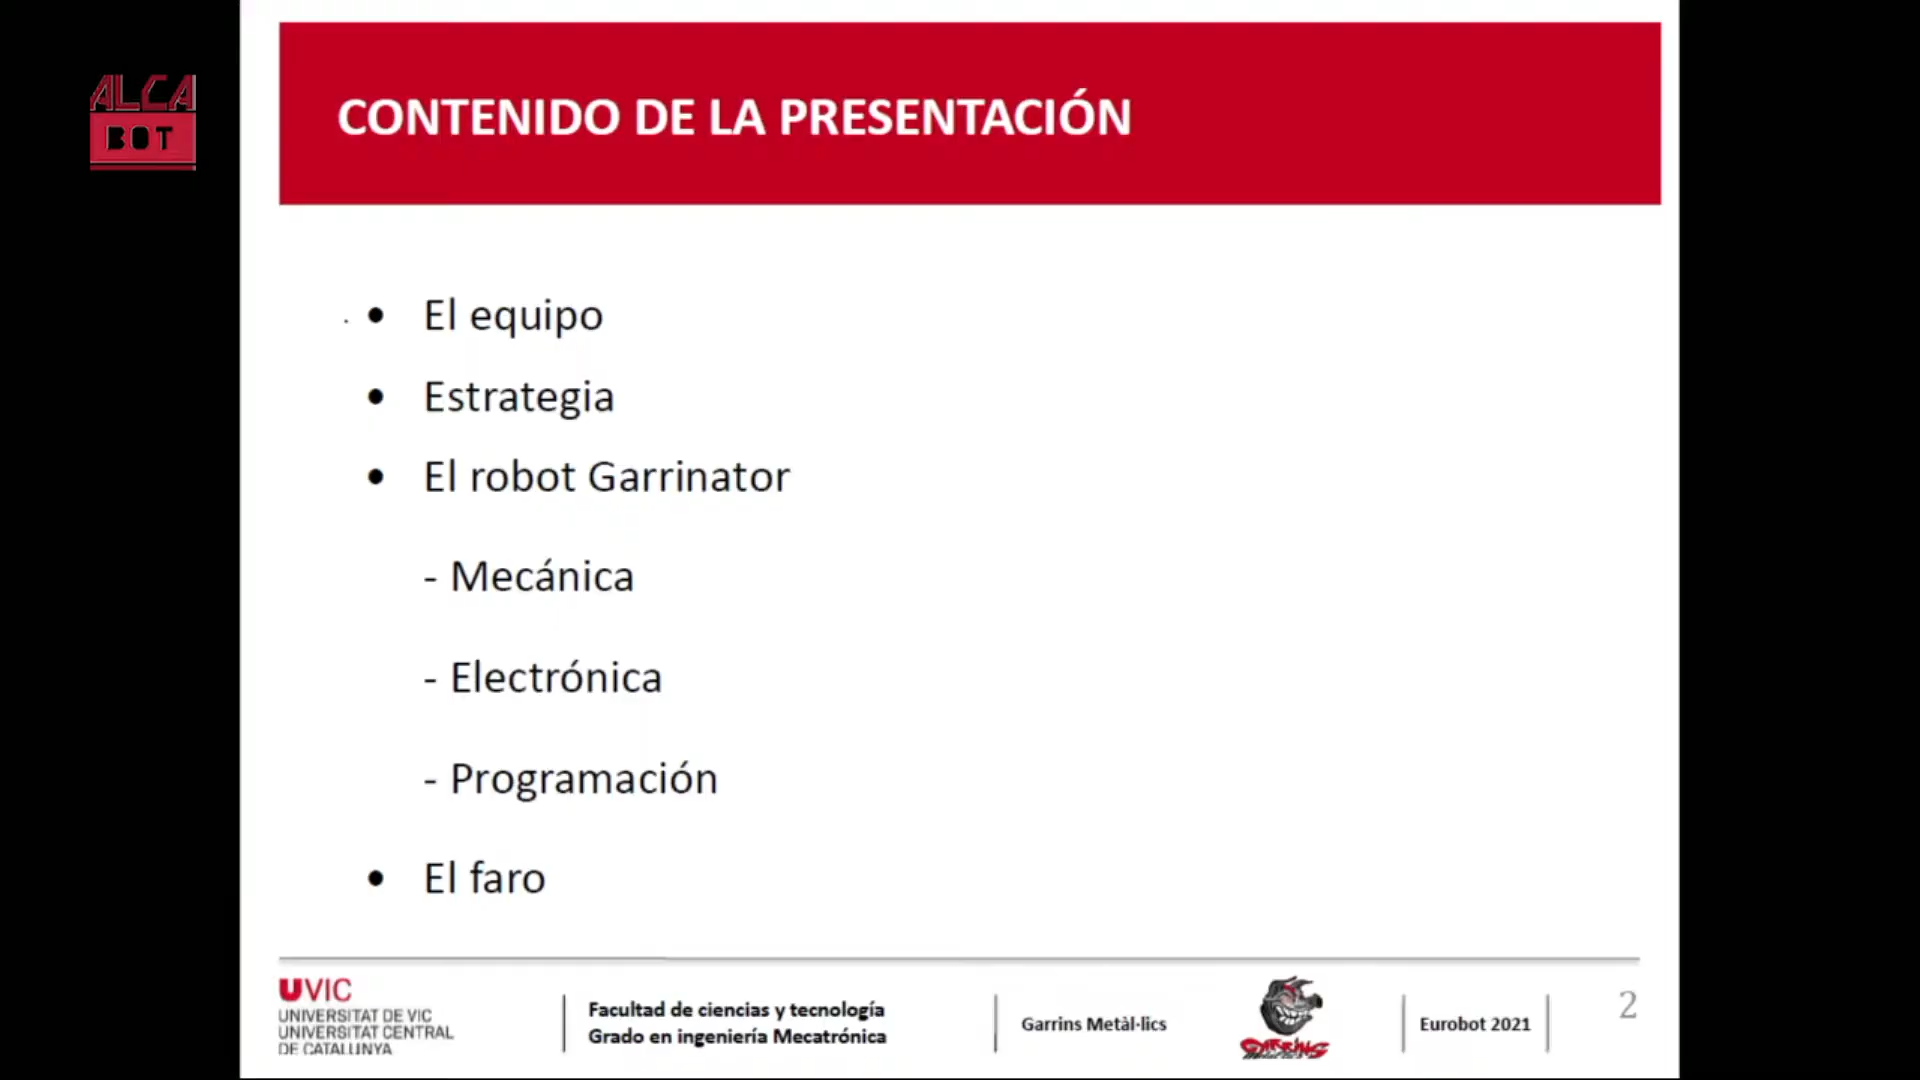 ALCA
BOT
CONTENIDO DE LA PRESENTACIÓN
• El equipo
• Estrategia
• El robot Garrinator
- Mecánica
- Electrónica
- Programación
• El faro
UVIC
UNIVERSITAT DE VIC
UNIVERSITAT CENTRAL
DE CATALUNYA
Facultad de ciencias y tecnología
Grado en ingeniería Mecatrónica
Garrins Metàl·lics
GARRINS
Eurobot 2021
2